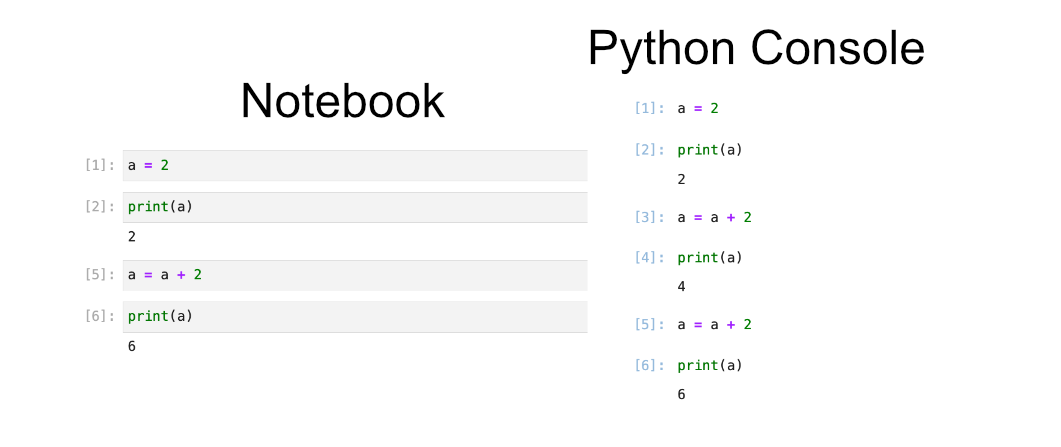 Notebook
[1]: a = 2
[2]: print(a)
2
[5]: a = a + 2
[6]: print(a)
6
Python Console
[1]: a = 2
[2]: print(a)
2
[3]: a = a + 2
[4]: print(a)
4
[5]: a = a + 2
[6]: print(a)
6